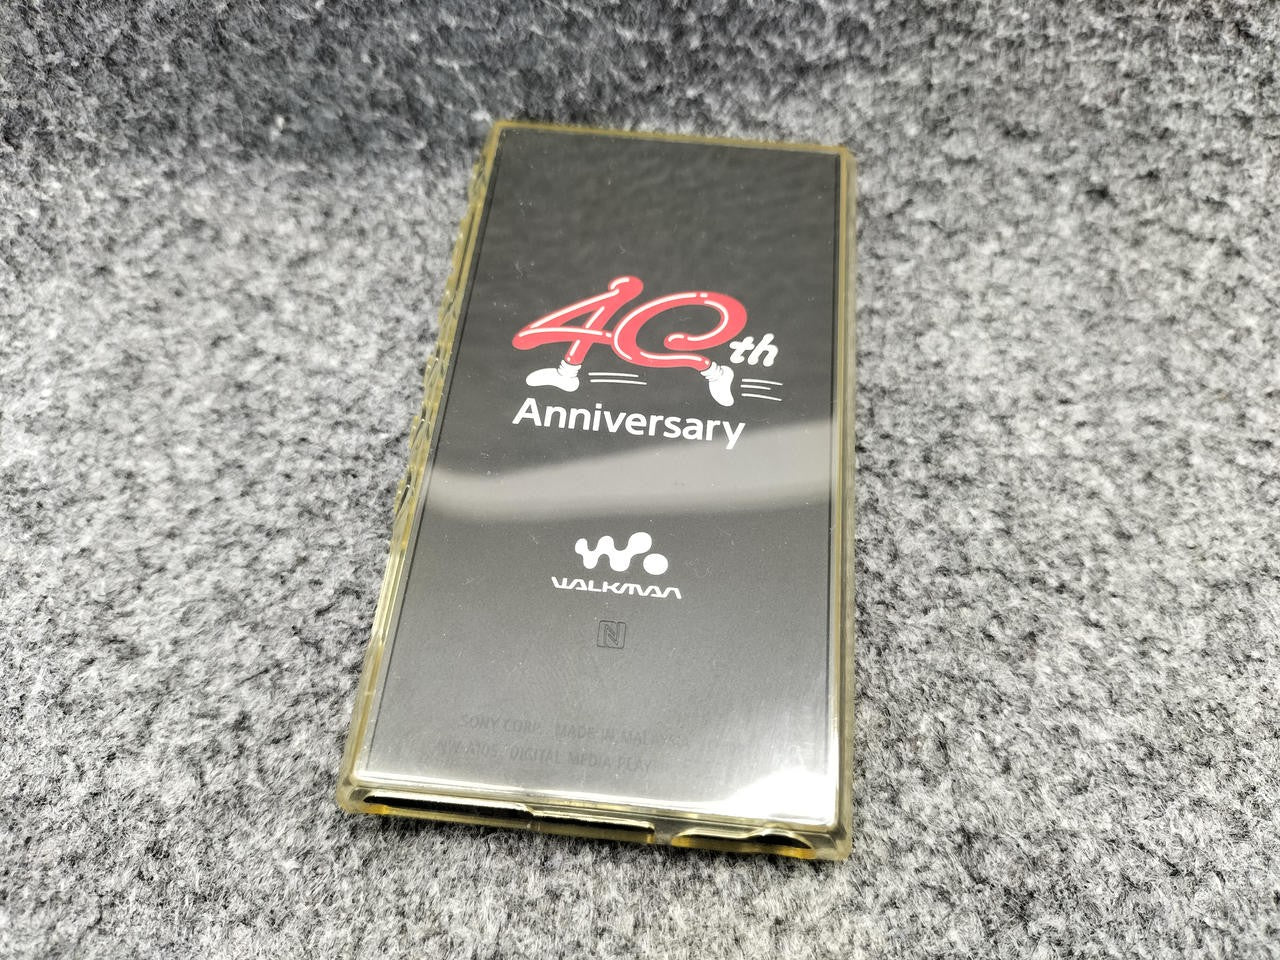 40th
Anniversary
WALKMAN
SONY CORP. MADE IN MALAYSIA
NW-A105 DIGITAL MEDIA PLAY